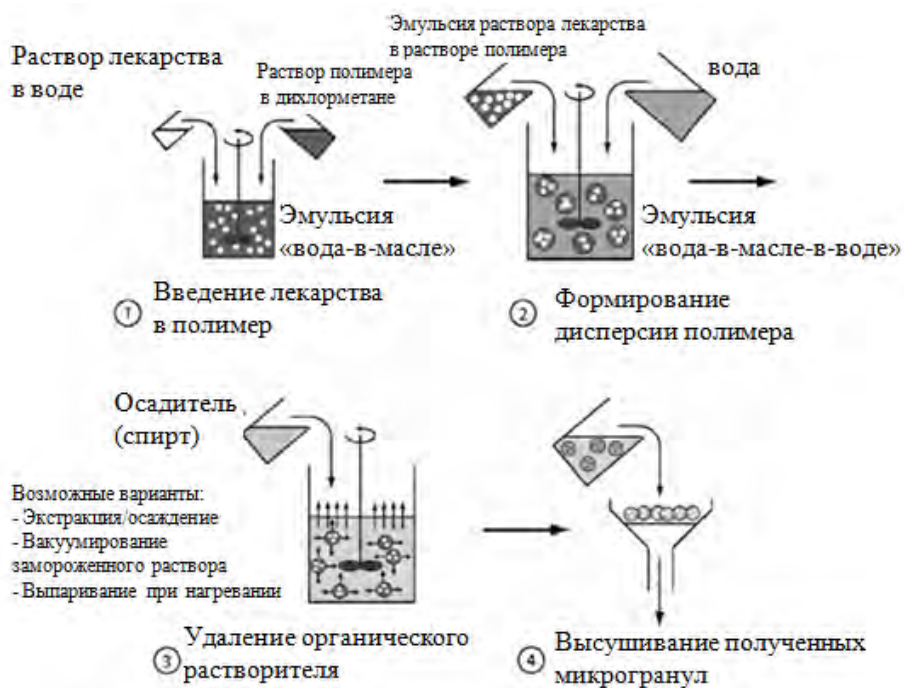 Раствор лекарства
в воде
Раствор полимера
в дихлорметане
Эмульсия
«вода-в-масле»
1 Введение лекарства
в полимер
Эмульсия раствора лекарства
в растворе полимера
вода
Эмульсия
«вода-в-масле-в-воде»
2 Формирование
дисперсии полимера
Осадитель
(спирт)
Возможные варианты:
- Экстракция/осаждение
- Вакуумирование
замороженного раствора
- Выпаривание при нагревании
3 Удаление органического
растворителя
4 Высушивание полученных
микрогранул